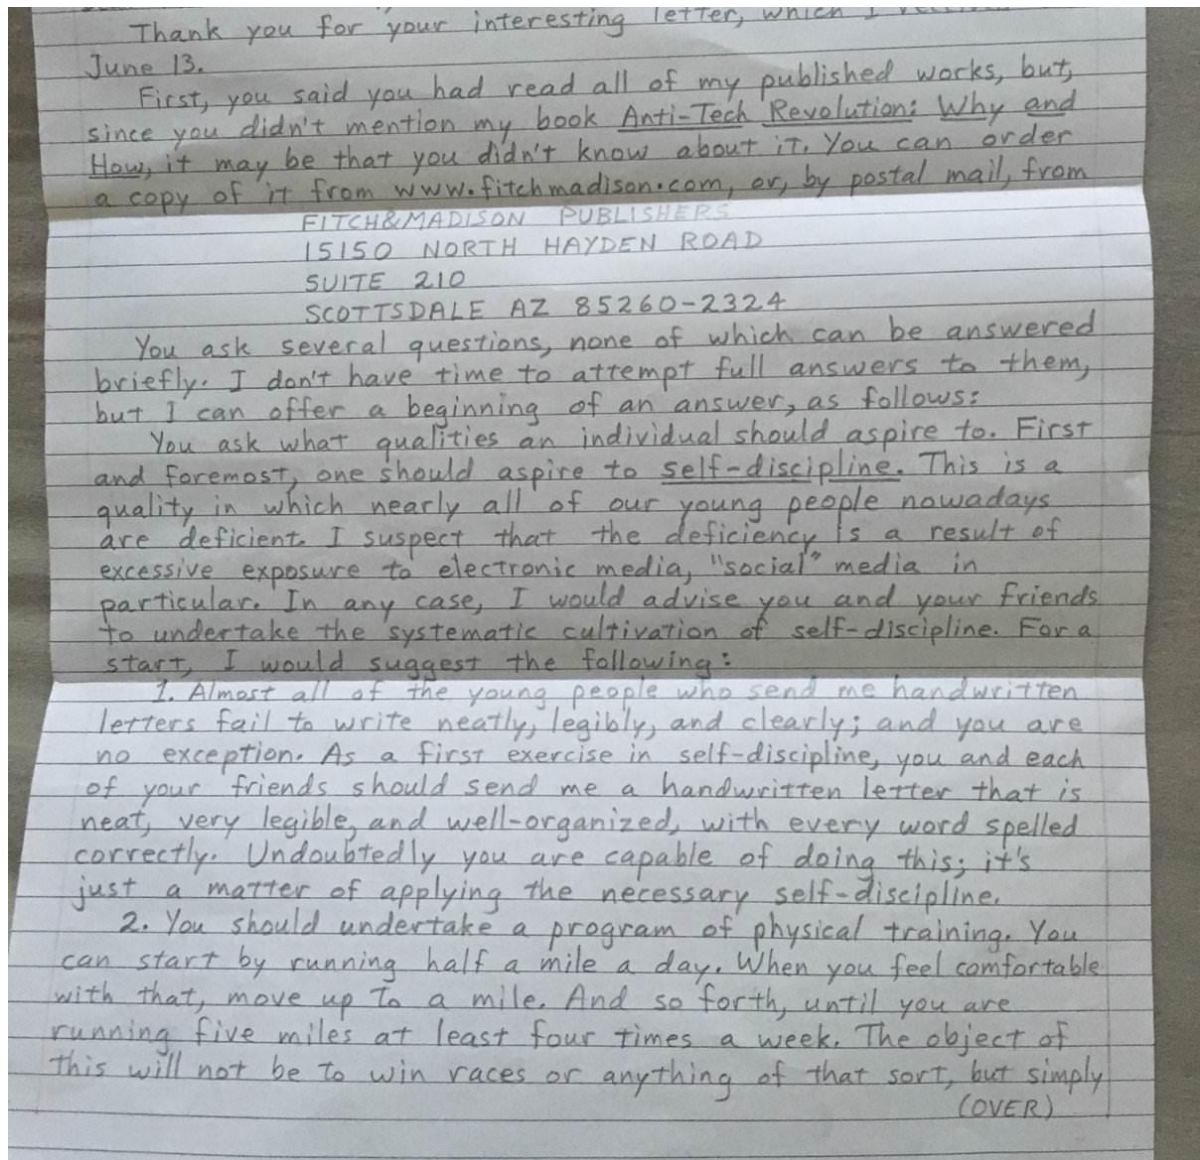 Thank you for your interesting letter, which I
June 13.
First, you said you had read all of my published works, but,
since you didn't mention my book Anti-Tech Revolution: Why and
How, it may be that you didn't know about it. You can order
a copy of it from www.fitchmadison.com, or, by postal mail, from
FITCH&MADISON PUBLISHERS
15150 NORTH HAYDEN ROAD
SUITE 210
SCOTTSDALE AZ 85260-2324
You ask several questions, none of which can be answered
briefly. I don't have time to attempt full answers to them,
but I can offer a beginning of an answer, as follows:
You ask what qualities an individual should aspire to. First
and foremost, one should aspire to self-discipline. This is a
quality in which nearly all of our young people nowadays
are deficient. I suspect that the deficiency is a result of
excessive exposure to electronic media, "social" media in
particular. In any case, I would advise you and your friends
to undertake the systematic cultivation of self-discipline. For a
start, I would suggest the following:
1. Almost all of the young people who send me handwritten
letters fail to write neatly, legibly, and clearly; and you are
no exception. As a first exercise in self-discipline, you and each
of your friends should send me a handwritten letter that is
neat, very legible, and well-organized, with every word spelled
correctly. Undoubtedly you are capable of doing this; it's
just a matter of applying the necessary self-discipline.
2. You should undertake a program of physical training. You
can start by running half a mile a day. When you feel comfortable
with that, move up to a mile. And so forth, until you are
running five miles at least four times a week. The object of
this will not be to win races or anything of that sort, but simply
(OVER)